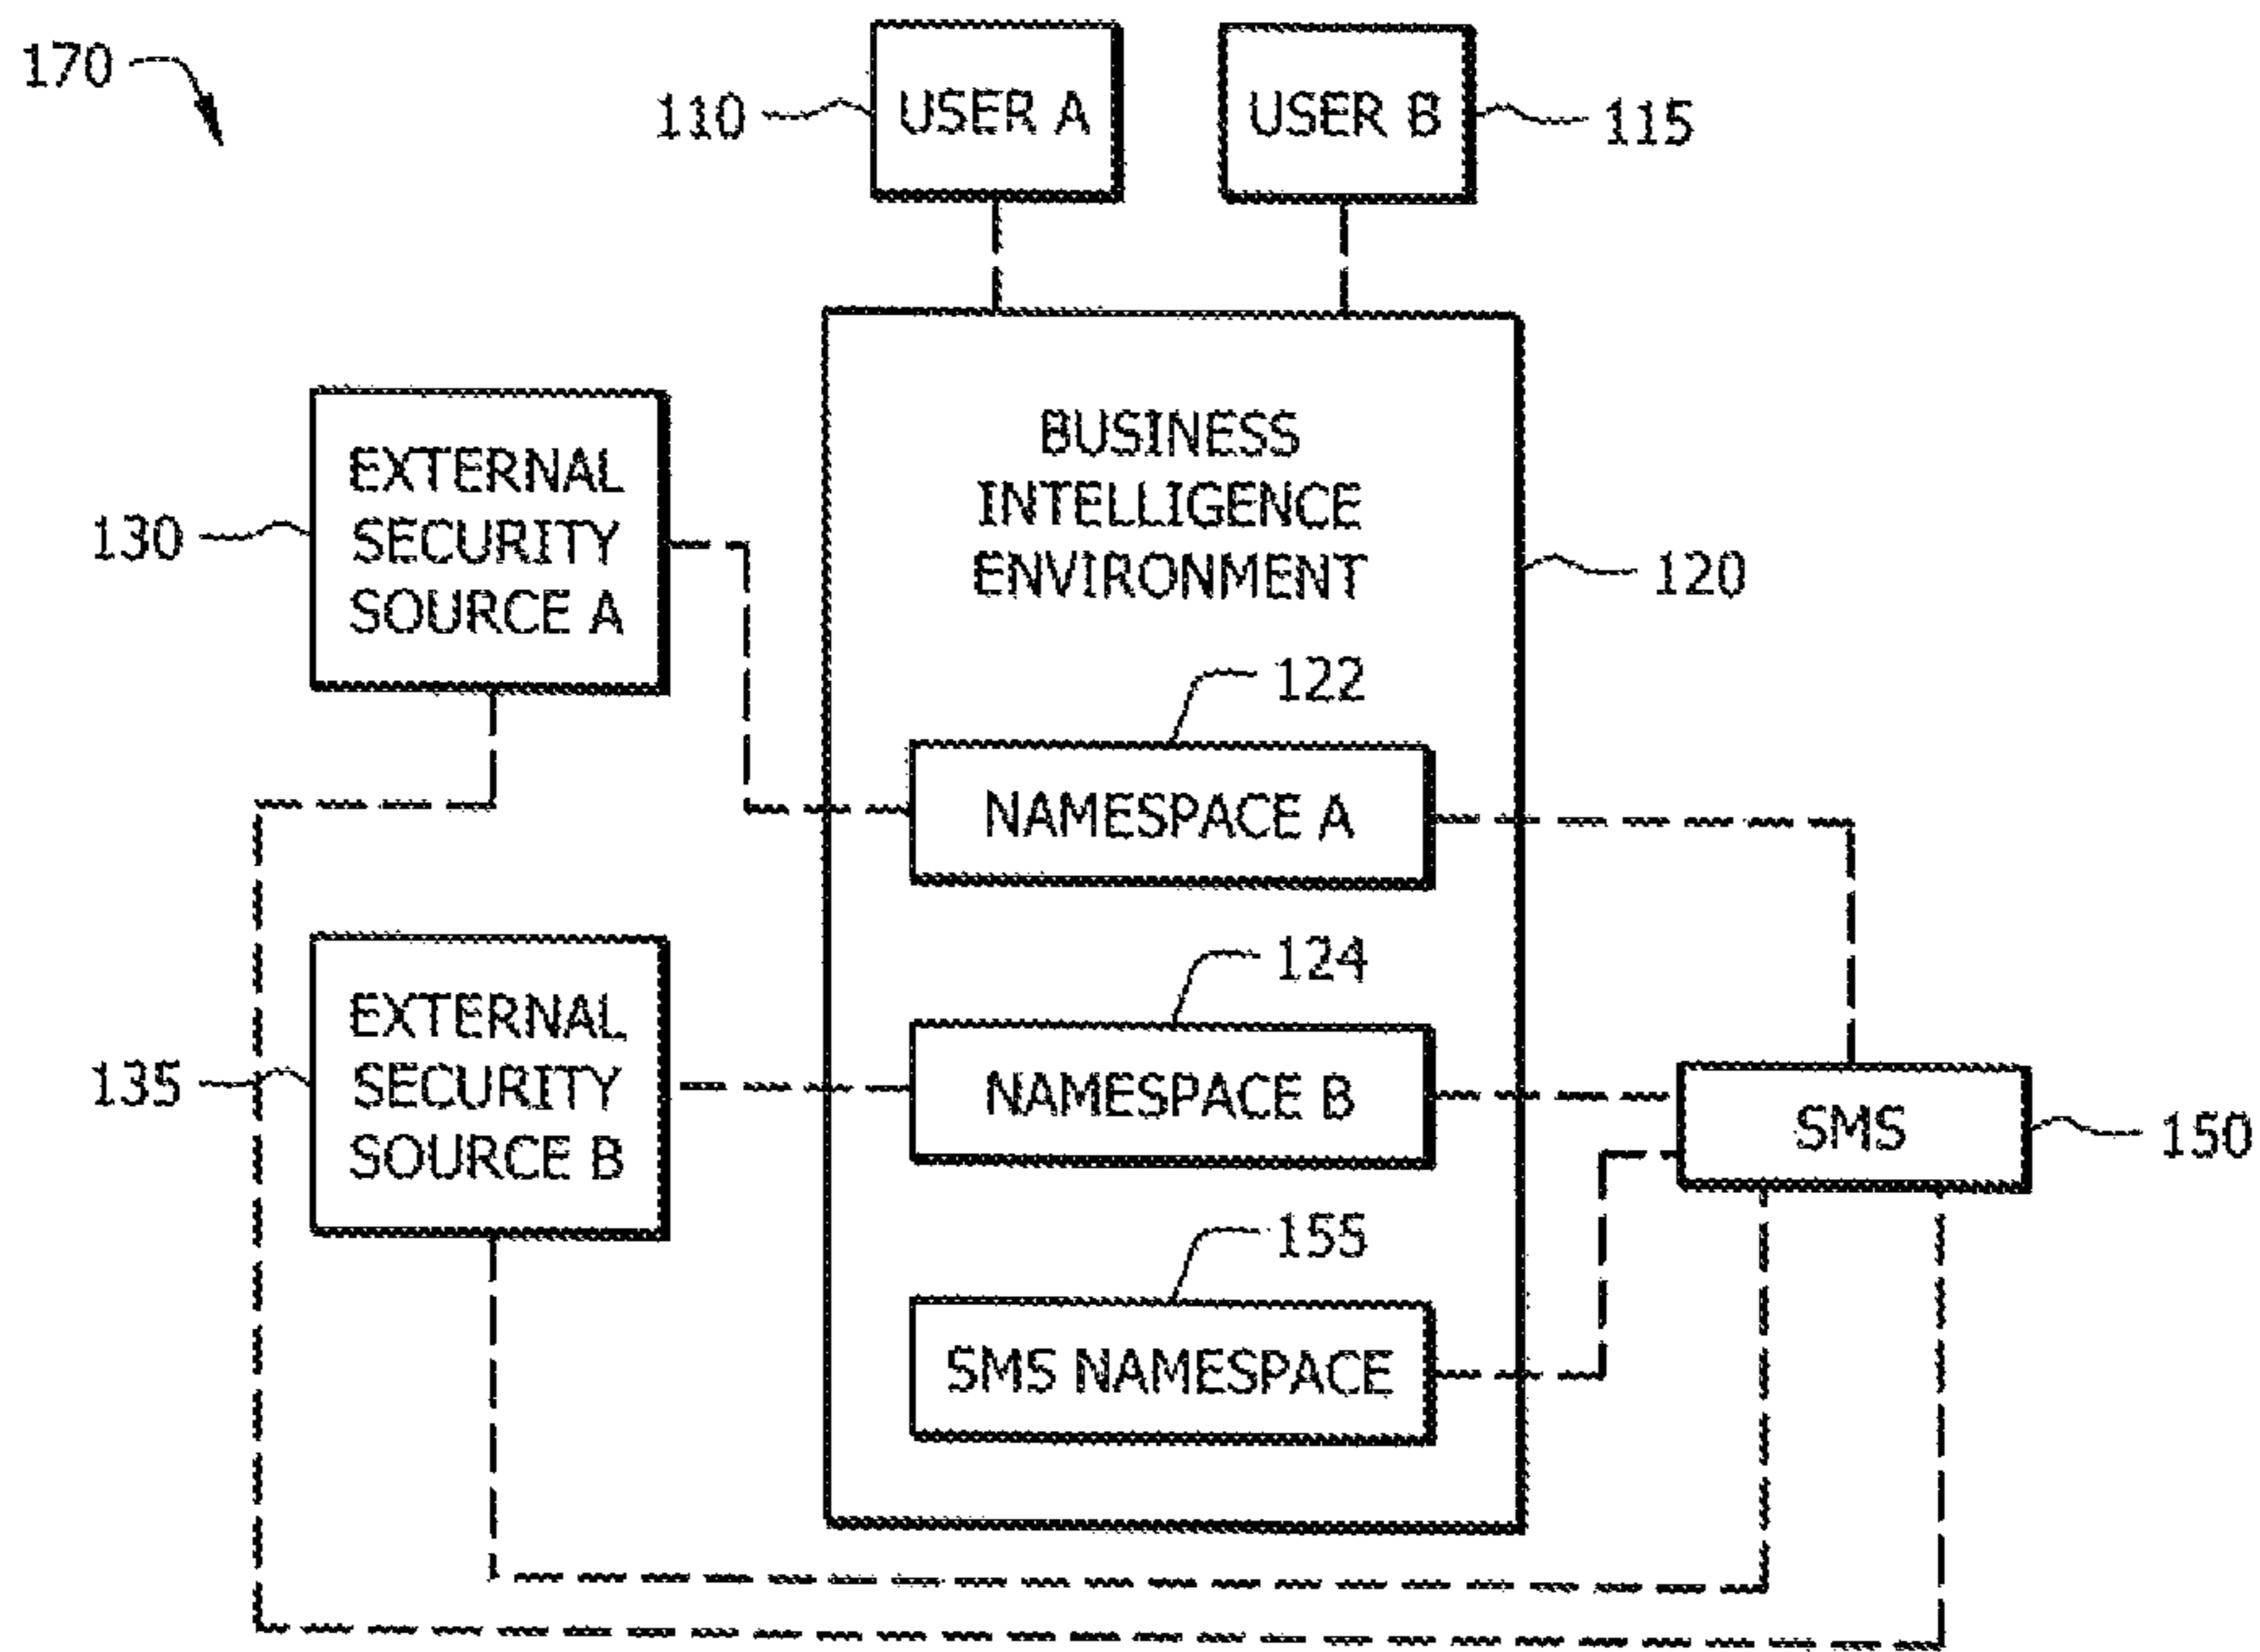 170
110
USER A
USER B
115
EXTERNAL
SECURITY
SOURCE A
130
BUSINESS
INTELLIGENCE
ENVIRONMENT
120
122
NAMESPACE A
124
NAMESPACE B
EXTERNAL
SECURITY
SOURCE B
135
SMS
150
155
SMS NAMESPACE